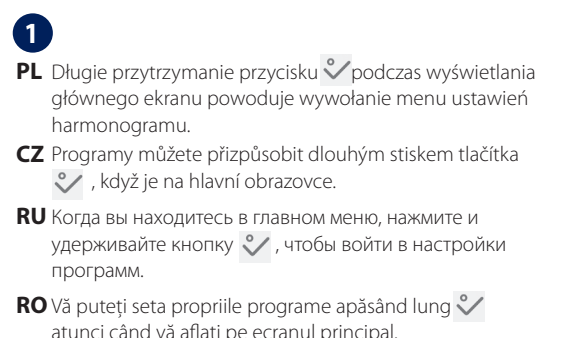 1
PL Długie przytrzymanie przycisku podczas wyświetlania
głównego ekranu powoduje wywołanie menu ustawień
harmonogramu.
CZ Programy můžete přizpůsobit dlouhým stiskem tlačítka
, když je na hlavní obrazovce.
RU Когда вы находитесь в главном меню, нажмите и
удерживайте кнопку , чтобы войти в настройки
программ.
RO Vă puteți seta propriile programe apăsând lung
atunci când vă aflați pe ecranul principal.